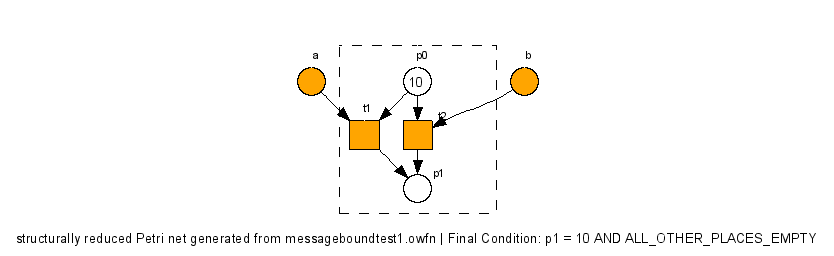 a
p0
b
10
t1
t2
p1
structurally reduced Petri net generated from messageboundtest1.owfn | Final Condition: p1 = 10 AND ALL_OTHER_PLACES_EMPTY